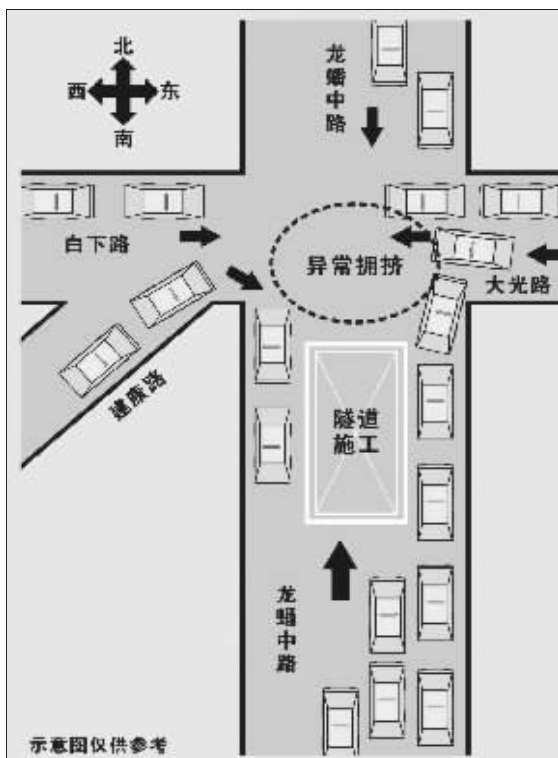 北
西 东
南
龙蟠中路
白下路
异常拥挤
大光路
建康路
隧道
施工
龙蟠中路
示意图仅供参考